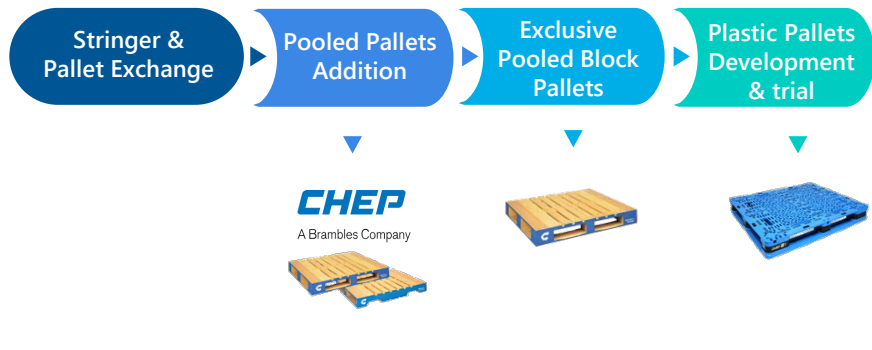 Stringer &
Pallet Exchange
Pooled Pallets
Addition
Exclusive
Pooled Block
Pallets
Plastic Pallets
Development
& trial
CHEP
A Brambles Company